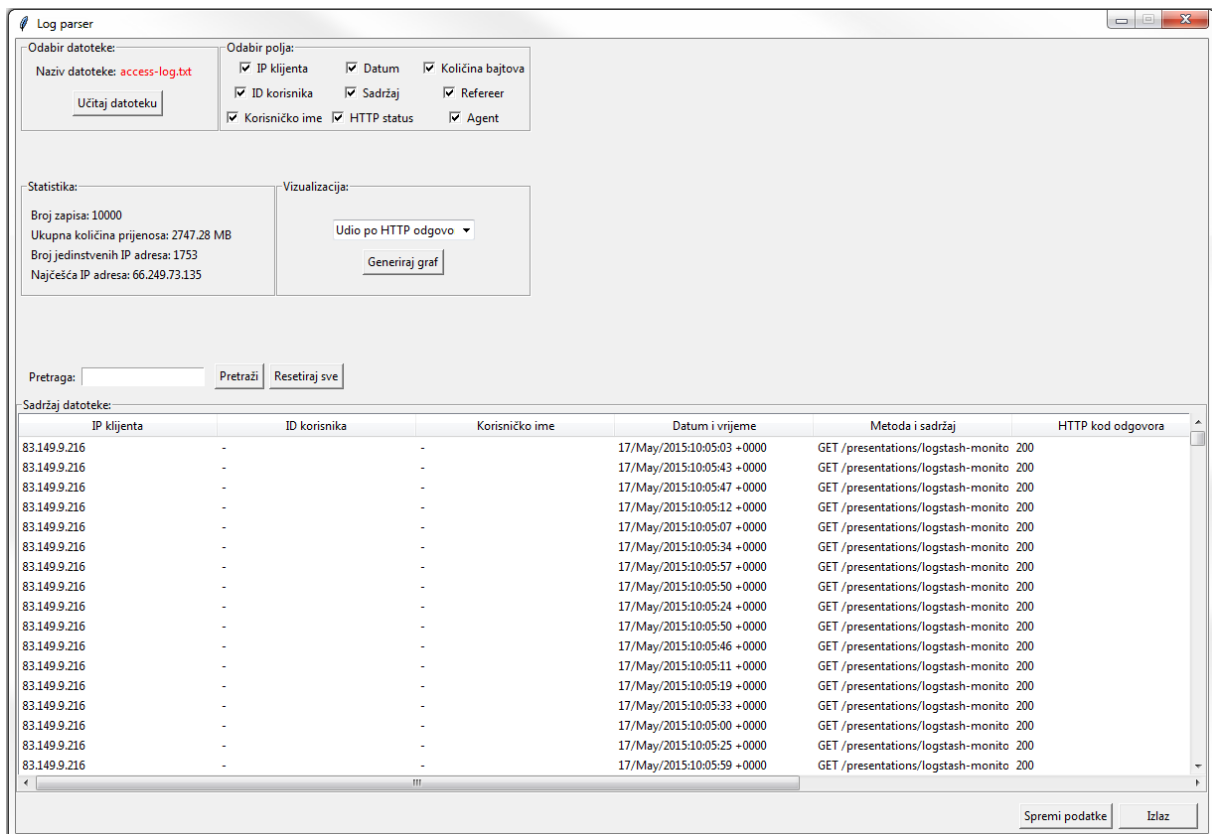 Log parser
Odabir datoteke:
Naziv datoteke: access-log.txt
Učitaj datoteku
Odabir polja:
IP klijenta Datum Količina bajtova
ID korisnika Sadržaj Refereer
Korisničko ime HTTP status Agent
Statistika:
Broj zapisa: 10000
Ukupna količina prijenosa: 2747.28 MB
Broj jedinstvenih IP adresa: 1753
Najčešća IP adresa: 66.249.73.135
Vizualizacija:
Udio po HTTP odgovo
Generiraj graf
Pretraga: Pretraži Resetiraj sve
Sadržaj datoteke:
IP klijenta ID korisnika Korisničko ime Datum i vrijeme Metoda i sadržaj HTTP kod odgovora
83.149.9.216 - - 17/May/2015:10:05:03 +0000 GET /presentations/logstash-monito 200
83.149.9.216 - - 17/May/2015:10:05:43 +0000 GET /presentations/logstash-monito 200
83.149.9.216 - - 17/May/2015:10:05:47 +0000 GET /presentations/logstash-monito 200
83.149.9.216 - - 17/May/2015:10:05:12 +0000 GET /presentations/logstash-monito 200
83.149.9.216 - - 17/May/2015:10:05:07 +0000 GET /presentations/logstash-monito 200
83.149.9.216 - - 17/May/2015:10:05:34 +0000 GET /presentations/logstash-monito 200
83.149.9.216 - - 17/May/2015:10:05:57 +0000 GET /presentations/logstash-monito 200
83.149.9.216 - - 17/May/2015:10:05:50 +0000 GET /presentations/logstash-monito 200
83.149.9.216 - - 17/May/2015:10:05:24 +0000 GET /presentations/logstash-monito 200
83.149.9.216 - - 17/May/2015:10:05:50 +0000 GET /presentations/logstash-monito 200
83.149.9.216 - - 17/May/2015:10:05:46 +0000 GET /presentations/logstash-monito 200
83.149.9.216 - - 17/May/2015:10:05:11 +0000 GET /presentations/logstash-monito 200
83.149.9.216 - - 17/May/2015:10:05:19 +0000 GET /presentations/logstash-monito 200
83.149.9.216 - - 17/May/2015:10:05:33 +0000 GET /presentations/logstash-monito 200
83.149.9.216 - - 17/May/2015:10:05:00 +0000 GET /presentations/logstash-monito 200
83.149.9.216 - - 17/May/2015:10:05:25 +0000 GET /presentations/logstash-monito 200
83.149.9.216 - - 17/May/2015:10:05:59 +0000 GET /presentations/logstash-monito 200
Spremi podatke Izlaz